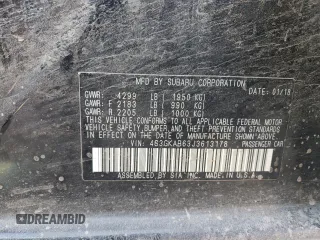 MFD BY SUBARU CORPORATION
DATE: 01/18
GVWR: 4299 LB ( 1950 KG)
GAWR: F 2183 LB ( 990 KG)
GAWR: R 2205 LB ( 1000 KG)
THIS VEHICLE CONFORMS TO ALL APPLICABLE FEDERAL MOTOR
VEHICLE SAFETY, BUMPER, AND THEFT PREVENTION STANDARDS
IN EFFECT ON THE DATE OF MANUFACTURE SHOWN ABOVE.
VIN: 4S3GKAB63J3613178 PASSENGER CAR
ASSEMBLED BY SIA, INC. MADE IN U.S.A.
DEALERSHIP.COM